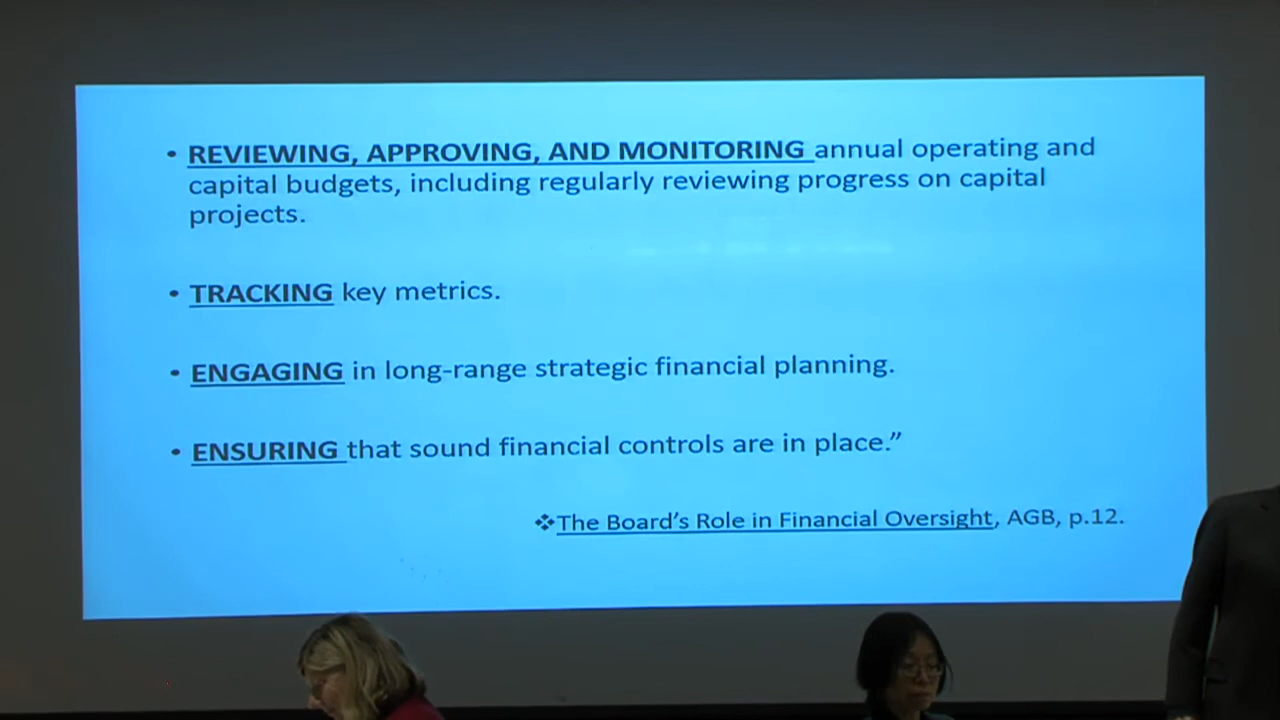 • REVIEWING, APPROVING, AND MONITORING annual operating and
capital budgets, including regularly reviewing progress on capital
projects.
• TRACKING key metrics.
• ENGAGING in long-range strategic financial planning.
• ENSURING that sound financial controls are in place.”
❖The Board’s Role in Financial Oversight, AGB, p.12.